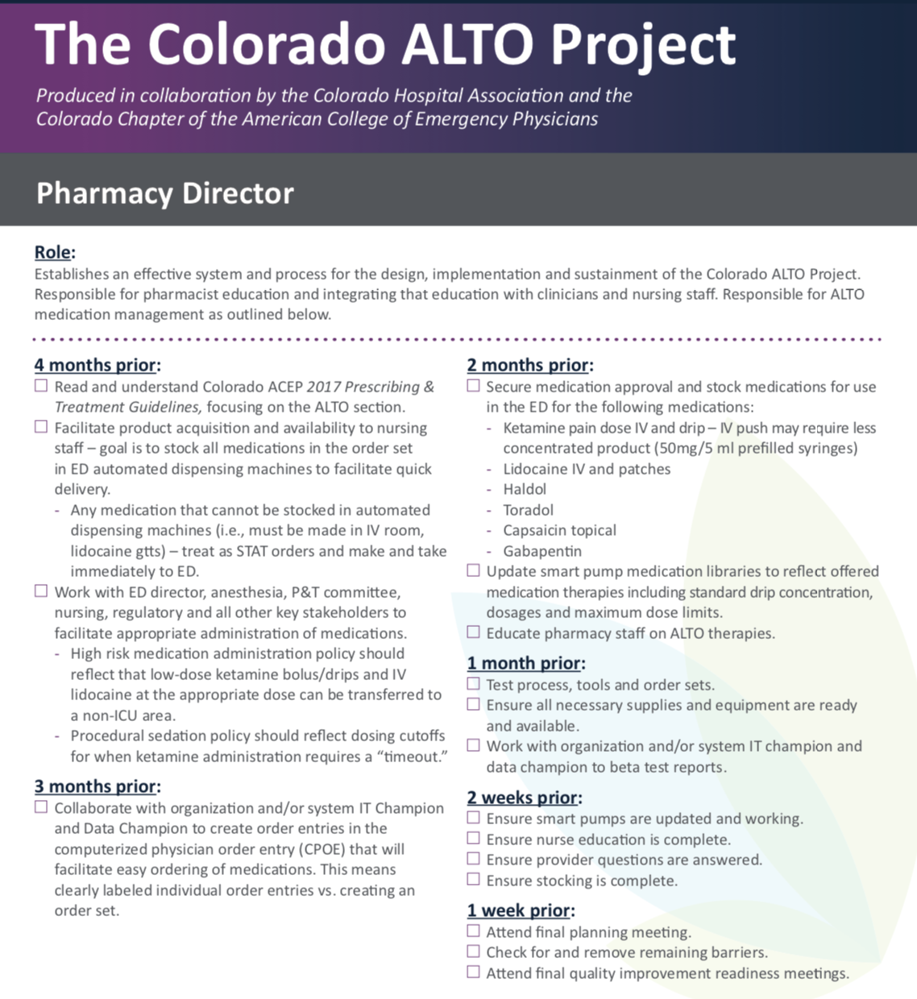 The Colorado ALTO Project
Produced in collaboration by the Colorado Hospital Association and the
Colorado Chapter of the American College of Emergency Physicians
Pharmacy Director
Role:
Establishes an effective system and process for the design, implementation and sustainment of the Colorado ALTO Project.
Responsible for pharmacist education and integrating that education with clinicians and nursing staff. Responsible for ALTO
medication management as outlined below.
4 months prior:
☐ Read and understand Colorado ACEP 2017 Prescribing &
Treatment Guidelines, focusing on the ALTO section.
☐ Facilitate product acquisition and availability to nursing
staff – goal is to stock all medications in the order set
in ED automated dispensing machines to facilitate quick
delivery.
- Any medication that cannot be stocked in automated
dispensing machines (i.e., must be made in IV room,
lidocaine gtts) – treat as STAT orders and make and take
immediately to ED.
☐ Work with ED director, anesthesia, P&T committee,
nursing, regulatory and all other key stakeholders to
facilitate appropriate administration of medications.
- High risk medication administration policy should
reflect that low-dose ketamine bolus/drips and IV
lidocaine at the appropriate dose can be transferred to
a non-ICU area.
- Procedural sedation policy should reflect dosing cutoffs
for when ketamine administration requires a “timeout.”
3 months prior:
☐ Collaborate with organization and/or system IT Champion
and Data Champion to create order entries in the
computerized physician order entry (CPOE) that will
facilitate easy ordering of medications. This means
clearly labeled individual order entries vs. creating an
order set.
2 months prior:
☐ Secure medication approval and stock medications for use
in the ED for the following medications:
- Ketamine pain dose IV and drip – IV push may require less
concentrated product (50mg/5 ml prefilled syringes)
- Lidocaine IV and patches
- Haldol
- Toradol
- Capsaicin topical
- Gabapentin
☐ Update smart pump medication libraries to reflect offered
medication therapies including standard drip concentration,
dosages and maximum dose limits.
☐ Educate pharmacy staff on ALTO therapies.
1 month prior:
☐ Test process, tools and order sets.
☐ Ensure all necessary supplies and equipment are ready
and available.
☐ Work with organization and/or system IT champion and
data champion to beta test reports.
2 weeks prior:
☐ Ensure smart pumps are updated and working.
☐ Ensure nurse education is complete.
☐ Ensure provider questions are answered.
☐ Ensure stocking is complete.
1 week prior:
☐ Attend final planning meeting.
☐ Check for and remove remaining barriers.
☐ Attend final quality improvement readiness meetings.